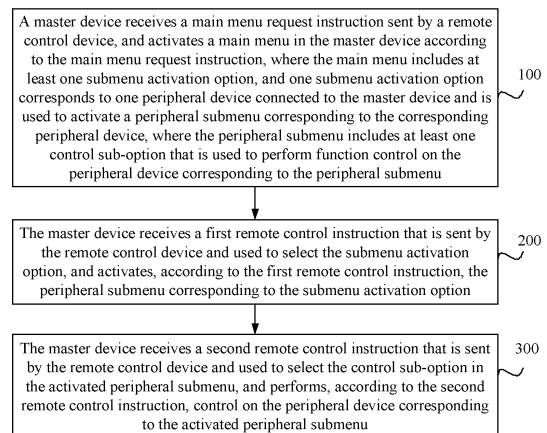 A master device receives a main menu request instruction sent by a remote
control device, and activates a main menu in the master device according
to the main menu request instruction, where the main menu includes at
least one submenu activation option, and one submenu activation option
corresponds to one peripheral device connected to the master device and is
used to activate a peripheral submenu corresponding to the corresponding
peripheral device, where the peripheral submenu includes at least one
control sub-option that is used to perform function control on the
peripheral device corresponding to the peripheral submenu
100
The master device receives a first remote control instruction that is sent by
the remote control device and used to select the submenu activation
option, and activates, according to the first remote control instruction, the
peripheral submenu corresponding to the submenu activation option
200
The master device receives a second remote control instruction that is sent
by the remote control device and used to select the control sub-option in
the activated peripheral submenu, and performs, according to the second
remote control instruction, control on the peripheral device corresponding
to the activated peripheral submenu
300